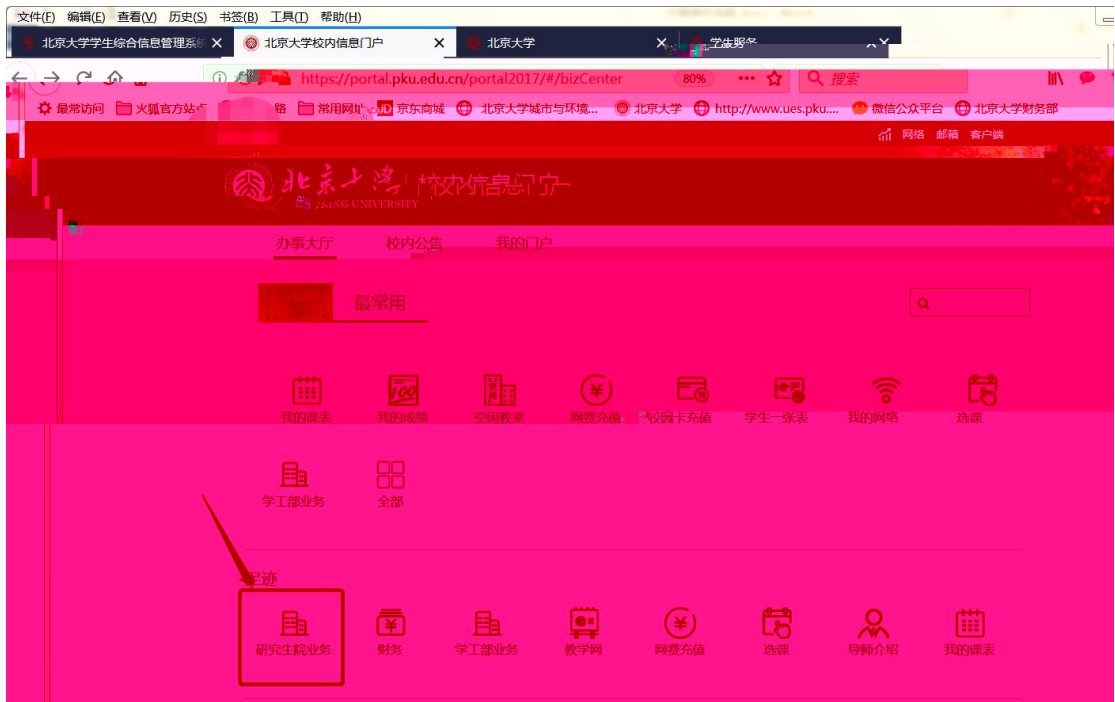 文件(F) 编辑(E) 查看(V) 历史(S) 书签(B) 工具(T) 帮助(H)
北京大学学生综合信息管理系统 北京大学校内信息门户 北京大学
https://portal.pku.edu.cn/portal2017/#/bizCenter 80% 搜索
最常访问 火狐官方站点 常用网址 JD 京东商城 北京大学城市与环境... 北京大学 http://www.ues.pku.... 微信公众平台 北京大学财务部
网络 邮箱 客户端
北京大学 校内信息门户
UNIVERSITY
办事大厅 校内公告 我的门户
最常用
我的课表 我的成绩 空闲教室 网费充值 校园卡充值 学生一张表 我的网络 选课
学工部业务 全部
足迹
研究生院业务 财务 学工部业务 教学网 网费充值 选课 导师介绍 我的课表